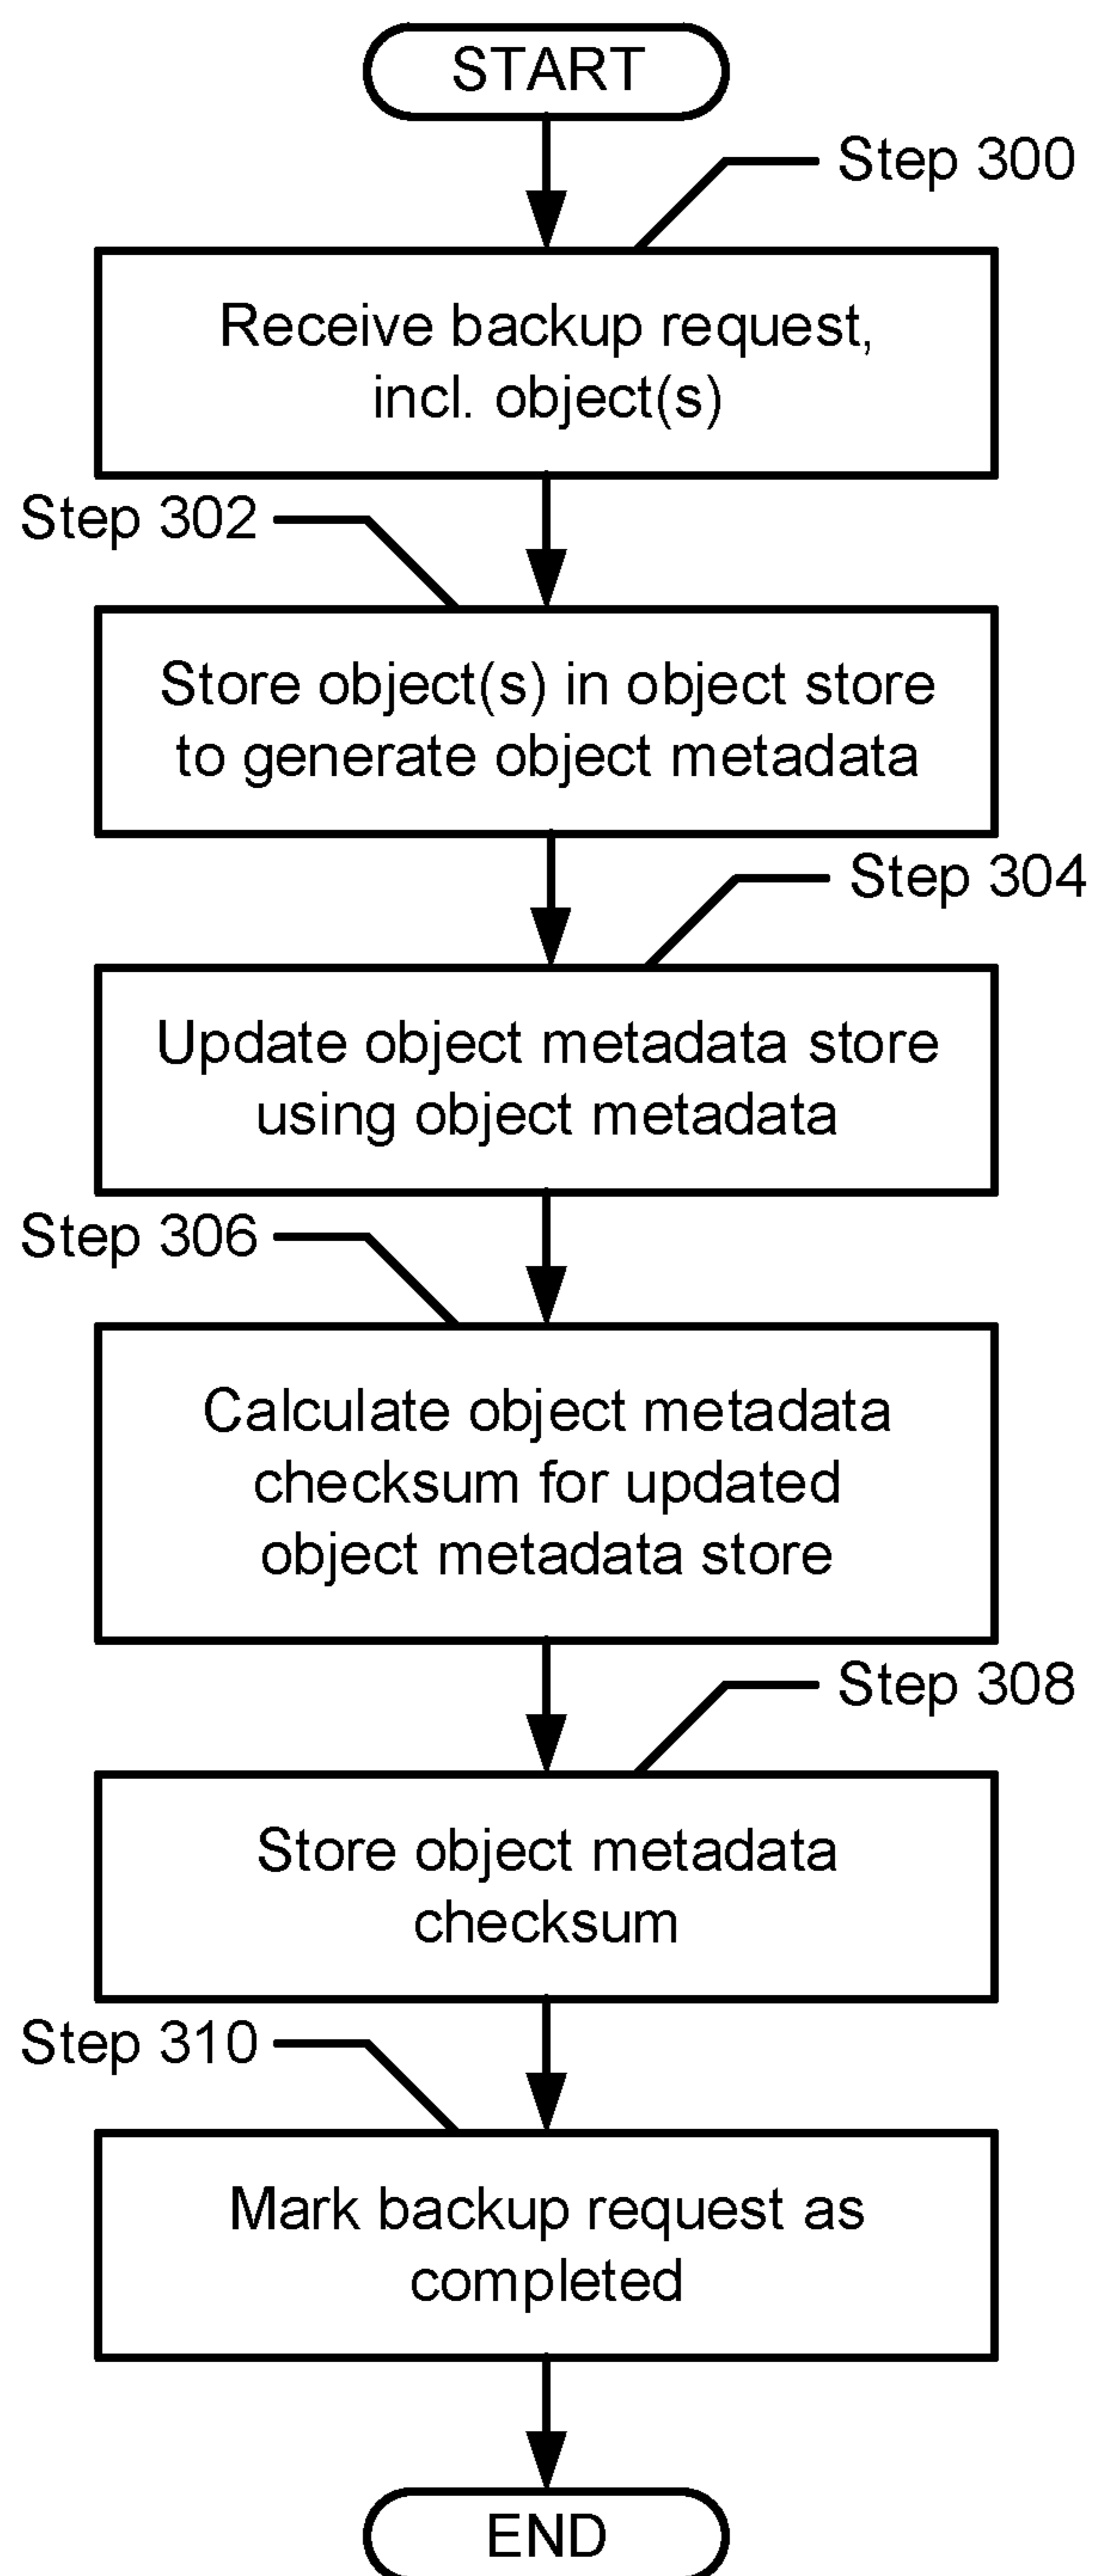 START
Step 300
Receive backup request,
incl. object(s)
Step 302
Store object(s) in object store
to generate object metadata
Step 304
Update object metadata store
using object metadata
Step 306
Calculate object metadata
checksum for updated
object metadata store
Step 308
Store object metadata
checksum
Step 310
Mark backup request as
completed
END